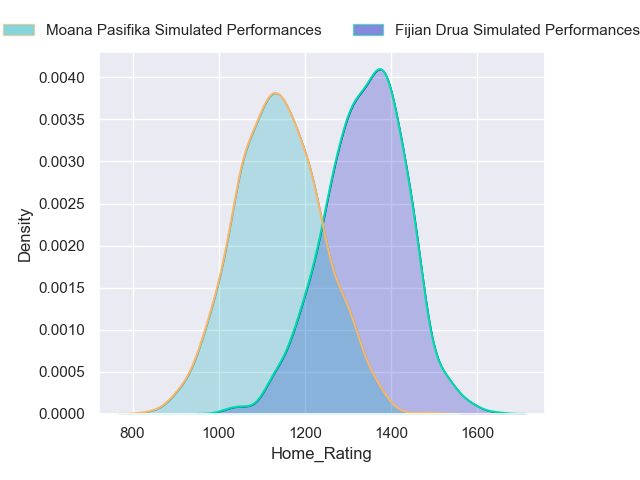 Moana Pasifika Simulated Performances
Fijian Drua Simulated Performances
0.0040
0.0035
0.0030
0.0025
0.0020
0.0015
0.0010
0.0005
0.0000
Density
800 1000 1200 1400 1600
Home_Rating